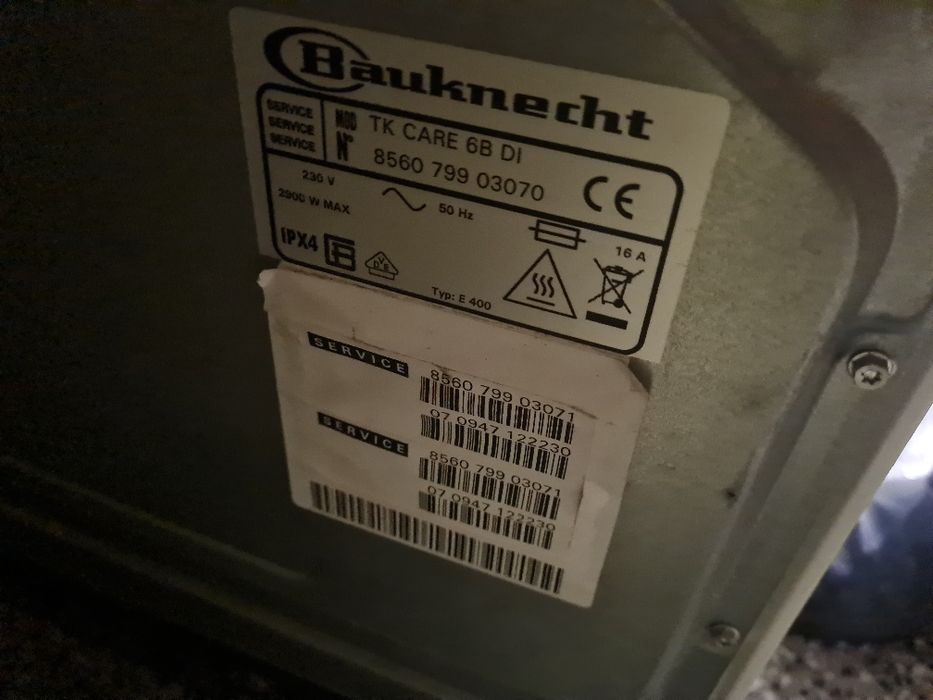 Bauknecht
SERVICE
SERVICE
SERVICE
MOD TK CARE 6B DI
N° 8560 799 03070
CE
230 V
2900 W MAX
50 Hz
16 A
IPX4
VDE
Typ: E 400
SERVICE
8560 799 03071
07 0947 122230
SERVICE
8560 799 03071
07 0947 122230